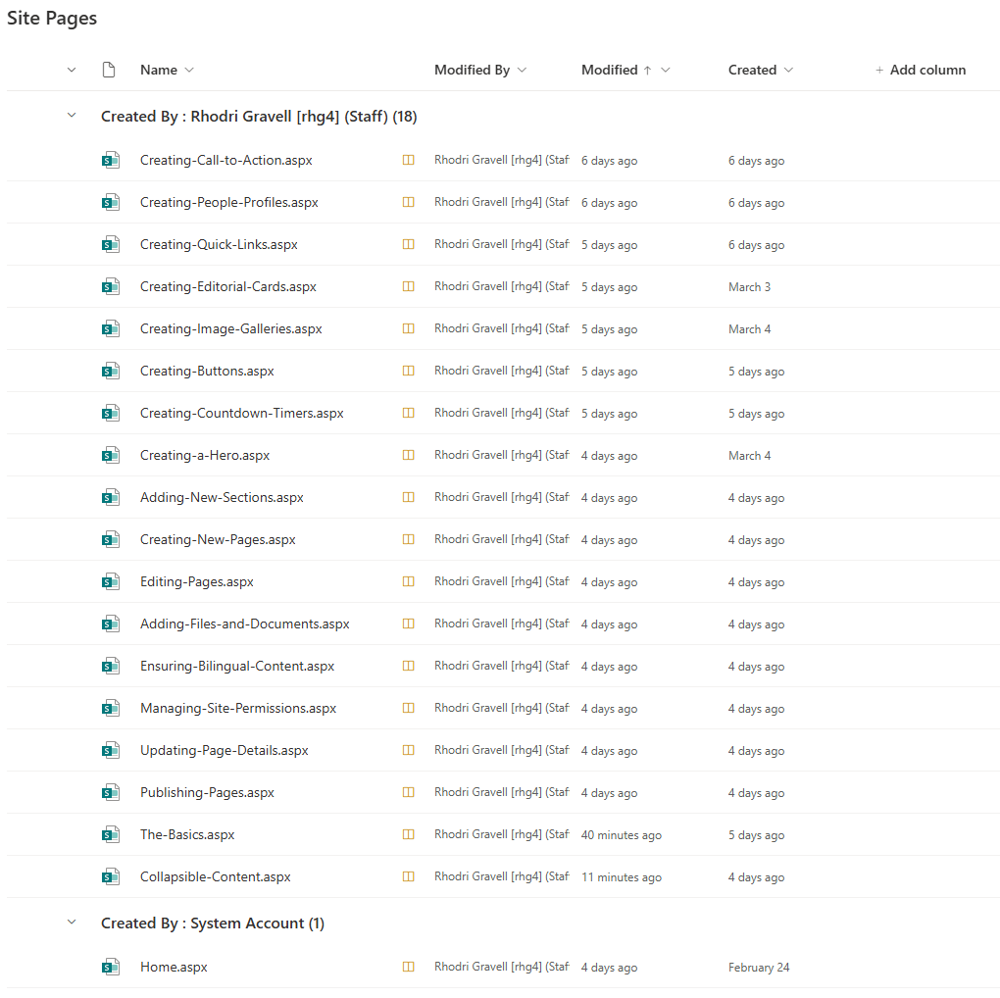 Site Pages
Name Modified By Modified Created Add column
Created By : Rhodri Gravell [rhg4] (Staff) (18)
Creating-Call-to-Action.aspx Rhodri Gravell [rhg4] (Staf 6 days ago 6 days ago
Creating-People-Profiles.aspx Rhodri Gravell [rhg4] (Staf 6 days ago 6 days ago
Creating-Quick-Links.aspx Rhodri Gravell [rhg4] (Staf 5 days ago 6 days ago
Creating-Editorial-Cards.aspx Rhodri Gravell [rhg4] (Staf 5 days ago March 3
Creating-Image-Galleries.aspx Rhodri Gravell [rhg4] (Staf 5 days ago March 4
Creating-Buttons.aspx Rhodri Gravell [rhg4] (Staf 5 days ago 5 days ago
Creating-Countdown-Timers.aspx Rhodri Gravell [rhg4] (Staf 5 days ago 5 days ago
Creating-a-Hero.aspx Rhodri Gravell [rhg4] (Staf 4 days ago March 4
Adding-New-Sections.aspx Rhodri Gravell [rhg4] (Staf 4 days ago 4 days ago
Creating-New-Pages.aspx Rhodri Gravell [rhg4] (Staf 4 days ago 4 days ago
Editing-Pages.aspx Rhodri Gravell [rhg4] (Staf 4 days ago 4 days ago
Adding-Files-and-Documents.aspx Rhodri Gravell [rhg4] (Staf 4 days ago 4 days ago
Ensuring-Bilingual-Content.aspx Rhodri Gravell [rhg4] (Staf 4 days ago 4 days ago
Managing-Site-Permissions.aspx Rhodri Gravell [rhg4] (Staf 4 days ago 4 days ago
Updating-Page-Details.aspx Rhodri Gravell [rhg4] (Staf 4 days ago 4 days ago
Publishing-Pages.aspx Rhodri Gravell [rhg4] (Staf 4 days ago 4 days ago
The-Basics.aspx Rhodri Gravell [rhg4] (Staf 40 minutes ago 5 days ago
Collapsible-Content.aspx Rhodri Gravell [rhg4] (Staf 11 minutes ago 4 days ago
Created By : System Account (1)
Home.aspx Rhodri Gravell [rhg4] (Staf 4 days ago February 24